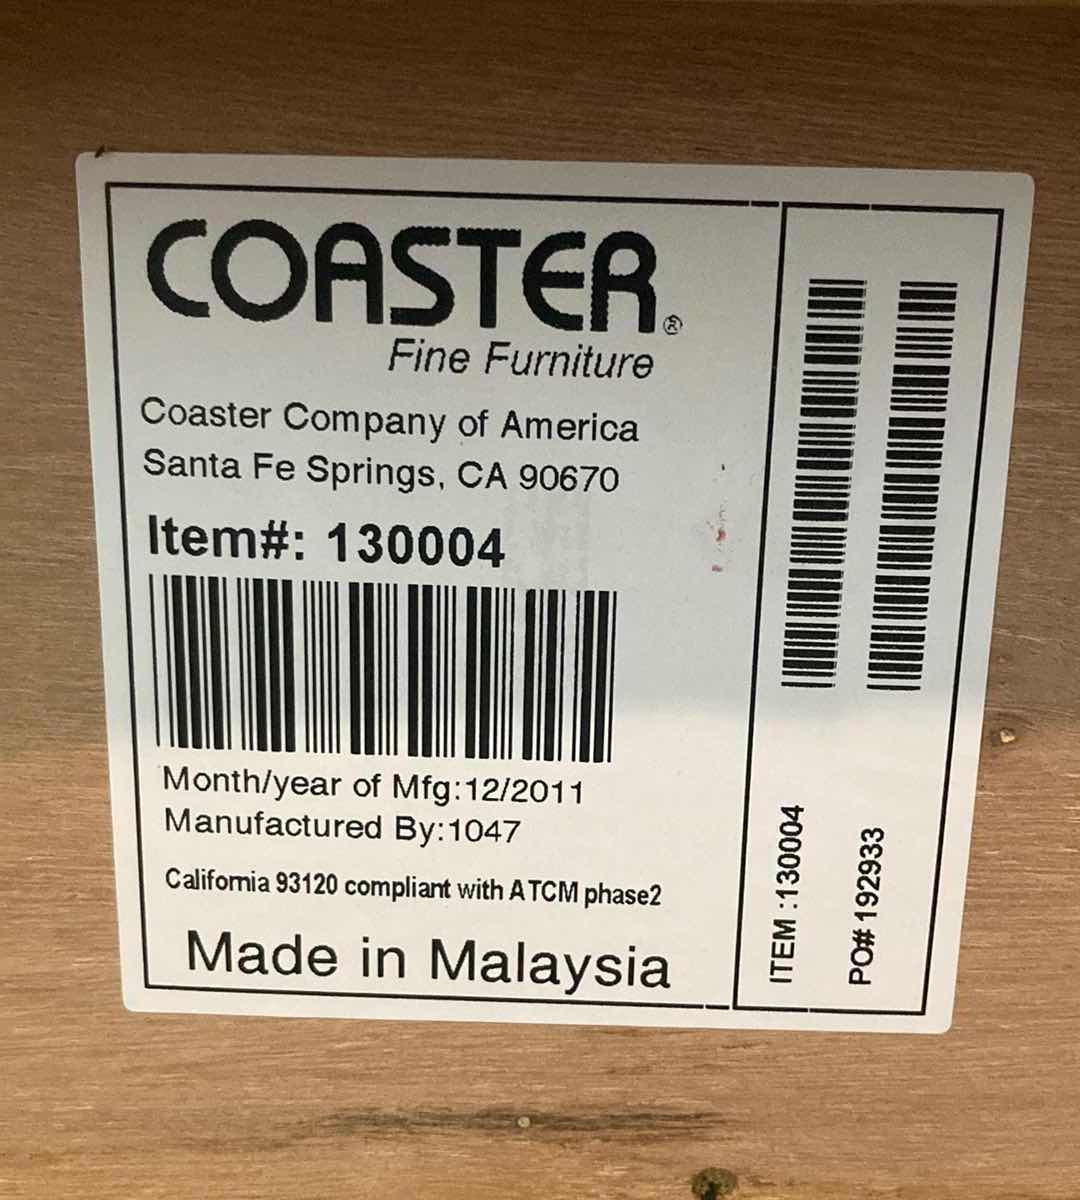 COASTER®
Fine Furniture
Coaster Company of America
Santa Fe Springs, CA 90670
Item#: 130004
Month/year of Mfg:12/2011
Manufactured By:1047
California 93120 compliant with ATCM phase2
Made in Malaysia
ITEM :130004
PO# 192933